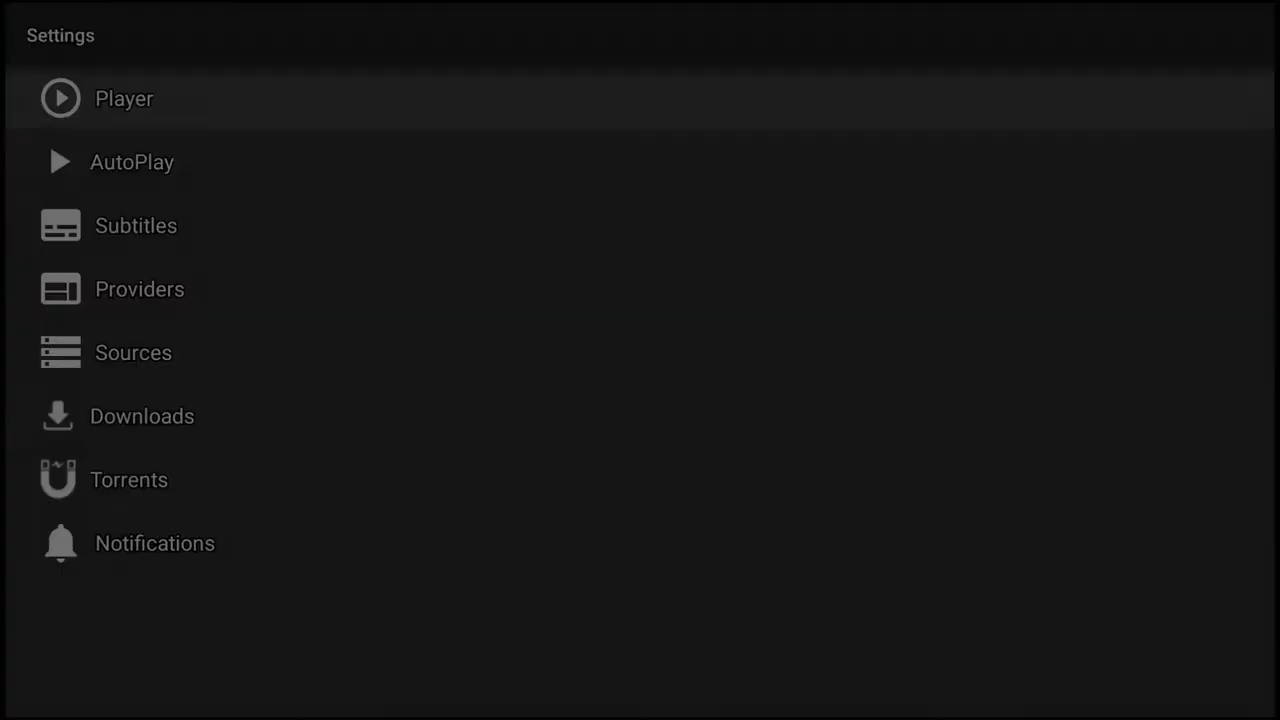 Settings
Player
AutoPlay
Subtitles
Providers
Sources
Downloads
Torrents
Notifications